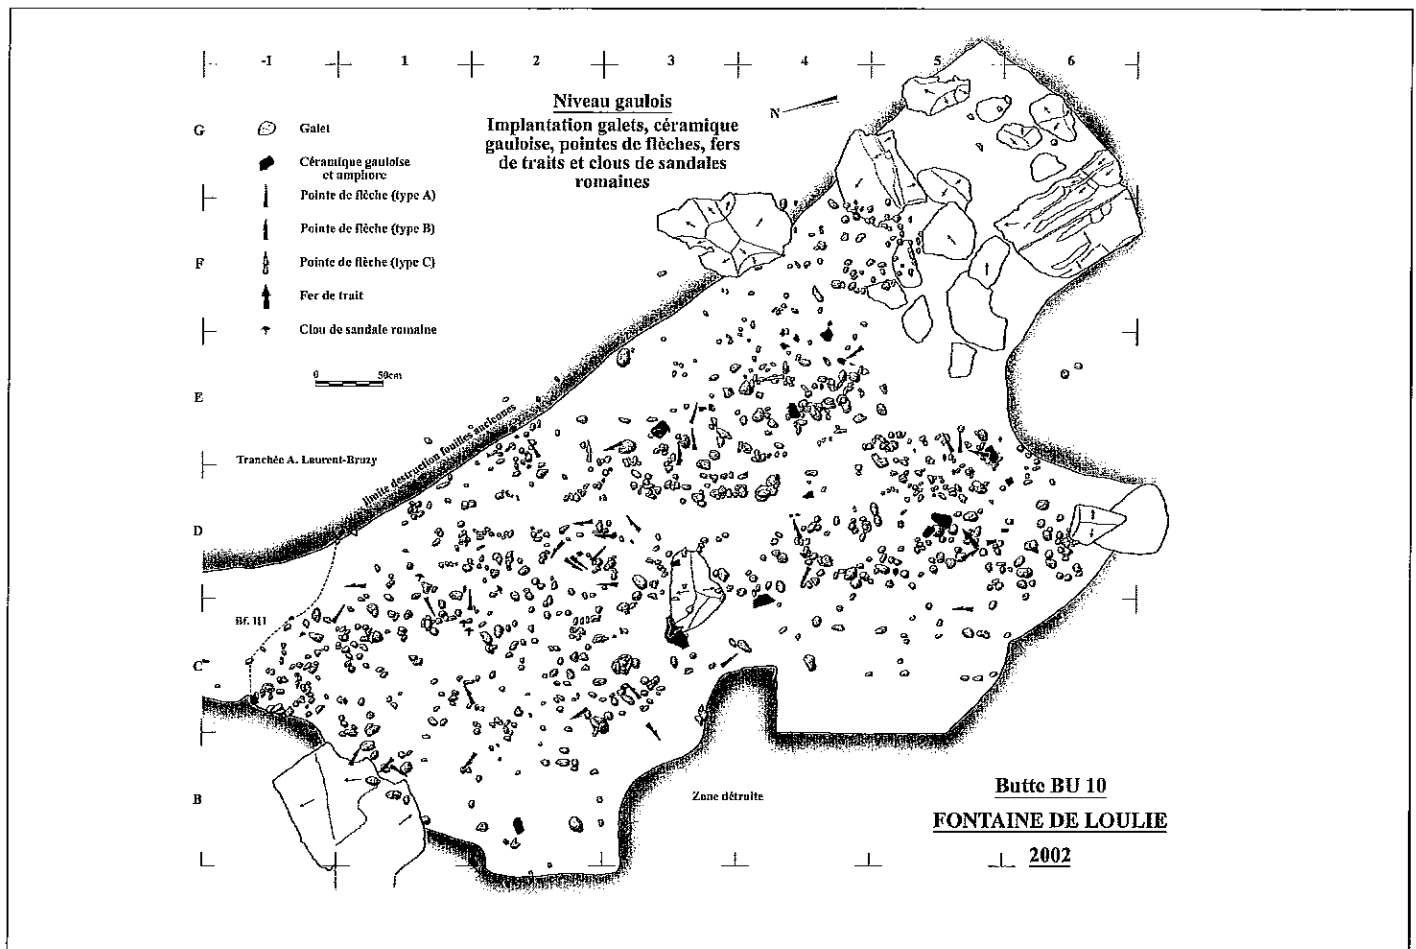 -1 1 2 3 4 5 6
Niveau gaulois
Implantation galets, céramique
gauloise, pointes de flèches, fers
de traits et clous de sandales
romaines
N
G
Galet
Céramique gauloise
et amphore
Pointe de flèche (type A)
Pointe de flèche (type B)
F
Pointe de flèche (type C)
Fer de trait
Clou de sandale romaine
0 50cm
E
limite destruction fouilles anciennes
Tranchée A. Laurent-Bruzy
D
Bf. III
C
B
Zone détruite
Butte BU 10
FONTAINE DE LOULIE
2002